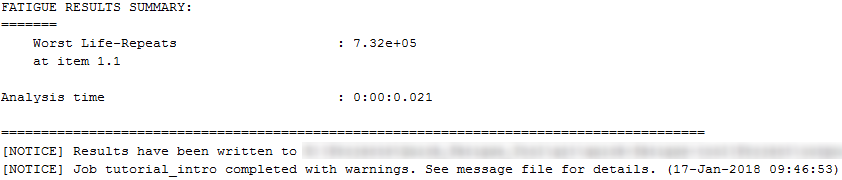 FATIGUE RESULTS SUMMARY:
=======
Worst Life-Repeats : 7.32e+05
at item 1.1
Analysis time : 0:00:0.021
========================================================================================
[NOTICE] Results have been written to
[NOTICE] Job tutorial_intro completed with warnings. See message file for details. (17-Jan-2018 09:46:53)